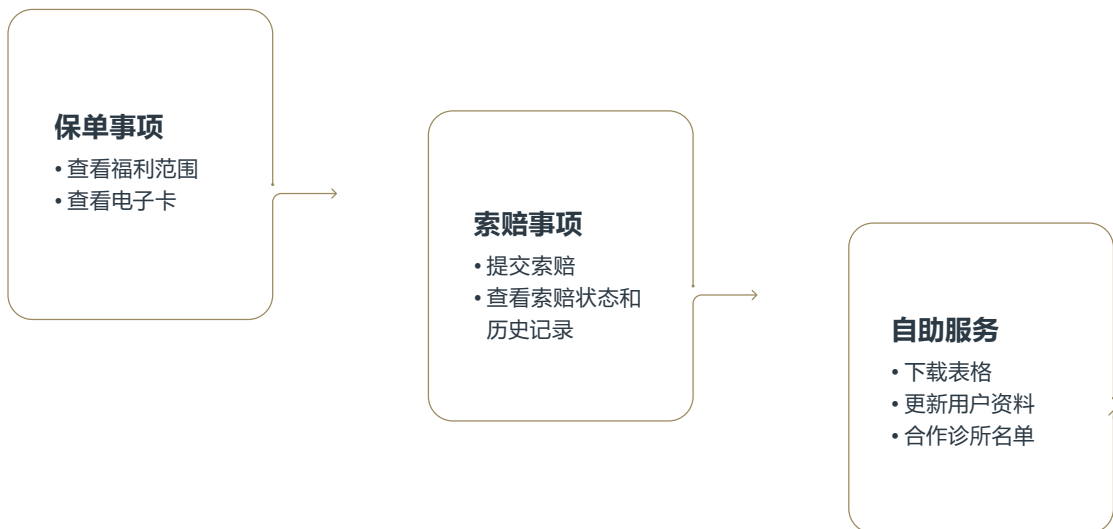 保单事项
• 查看福利范围
• 查看电子卡
索赔事项
• 提交索赔
• 查看索赔状态和
历史记录
自助服务
• 下载表格
• 更新用户资料
• 合作诊所名单